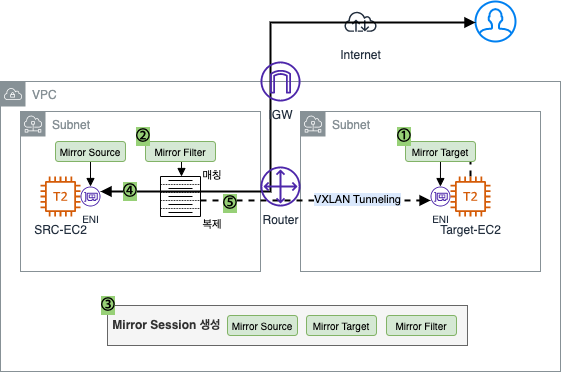 Internet
VPC
GW
Subnet
Subnet
②
①
Mirror Source
Mirror Filter
Mirror Target
매칭
④
⑤
VXLAN Tunneling
T2
T2
ENI
ENI
Router
SRC-EC2
복제
Target-EC2
③
Mirror Session 생성
Mirror Source
Mirror Target
Mirror Filter